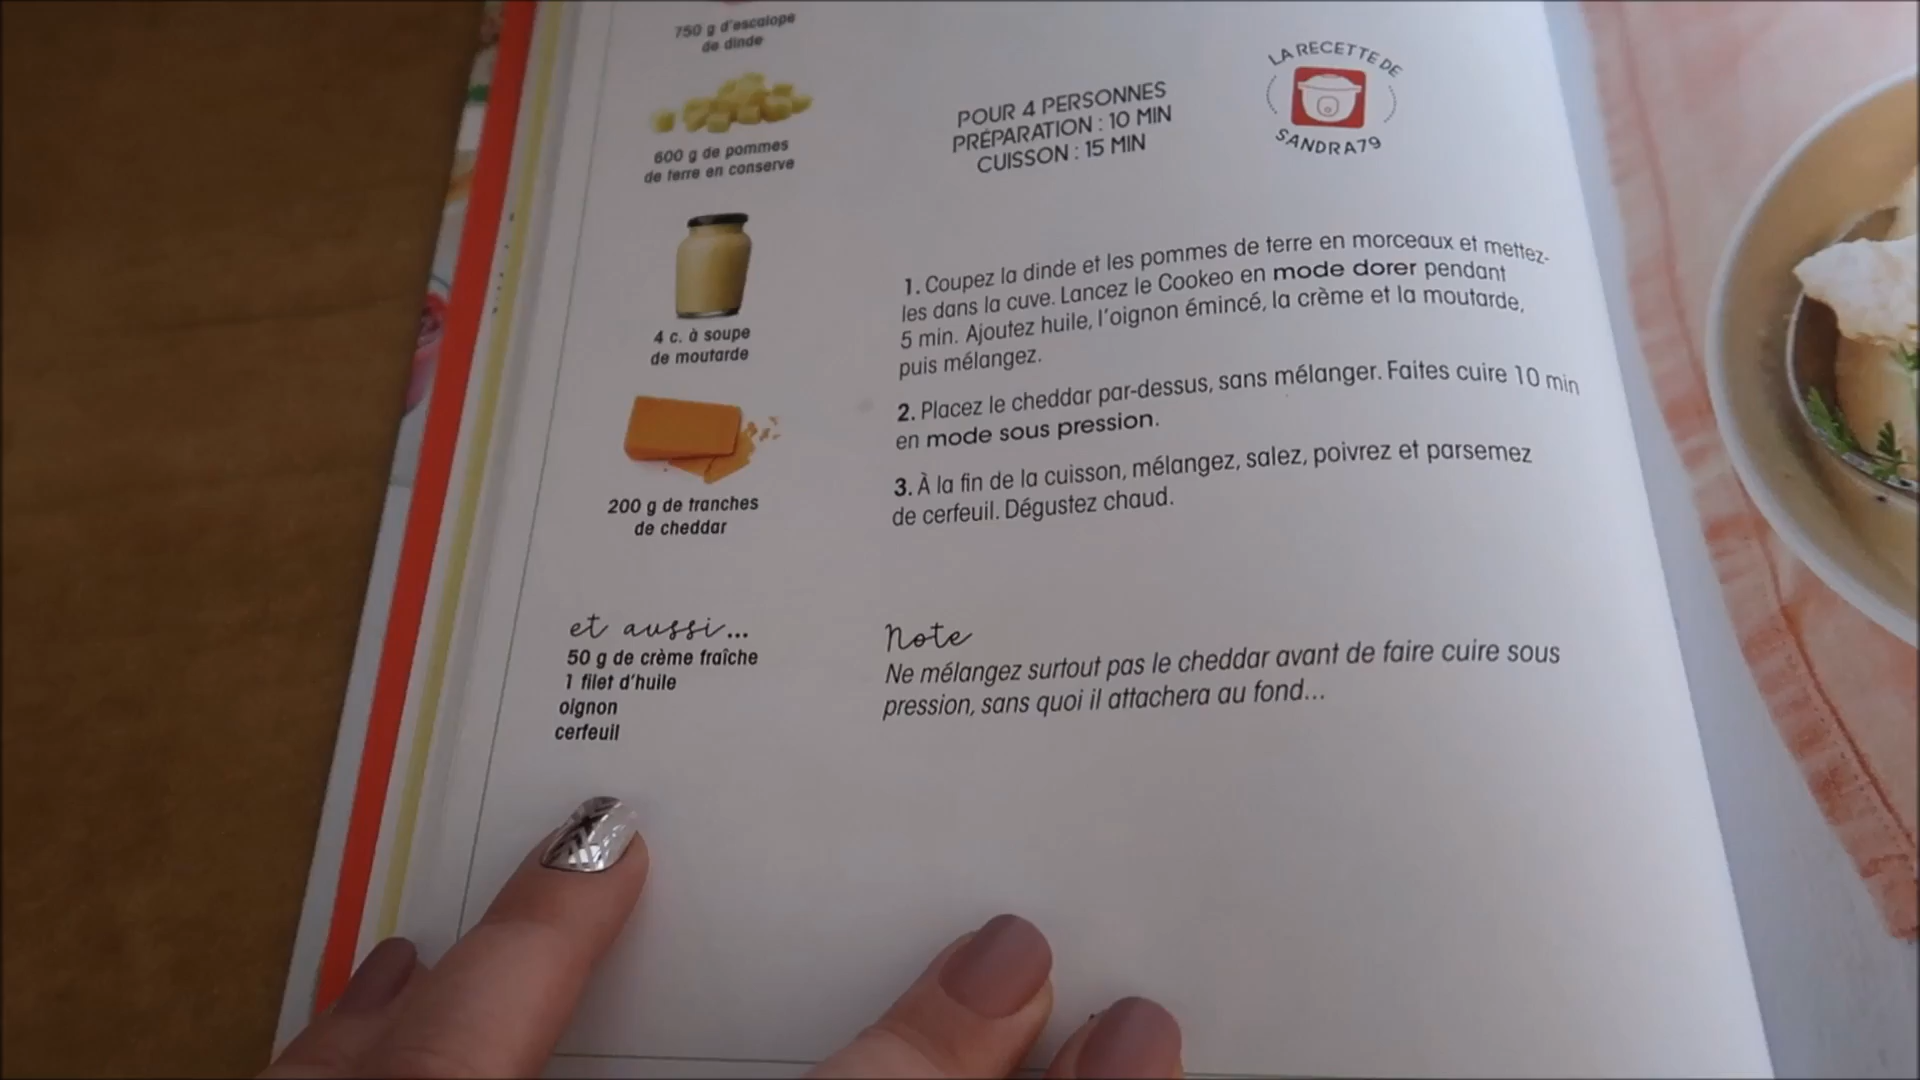 750 g d'escalope
de dinde
600 g de pommes
de terre en conserve
4 c. à soupe
de moutarde
200 g de tranches
de cheddar
et aussi...
50 g de crème fraîche
1 filet d'huile
oignon
cerfeuil
POUR 4 PERSONNES
PRÉPARATION : 10 MIN
CUISSON : 15 MIN
LA RECETTE DE
SANDRA79
1. Coupez la dinde et les pommes de terre en morceaux et mettez-
les dans la cuve. Lancez le Cookeo en mode dorer pendant
5 min. Ajoutez huile, l'oignon émincé, la crème et la moutarde,
puis mélangez.
2. Placez le cheddar par-dessus, sans mélanger. Faites cuire 10 min
en mode sous pression.
3. À la fin de la cuisson, mélangez, salez, poivrez et parsemez
de cerfeuil. Dégustez chaud.
Note
Ne mélangez surtout pas le cheddar avant de faire cuire sous
pression, sans quoi il attachera au fond...